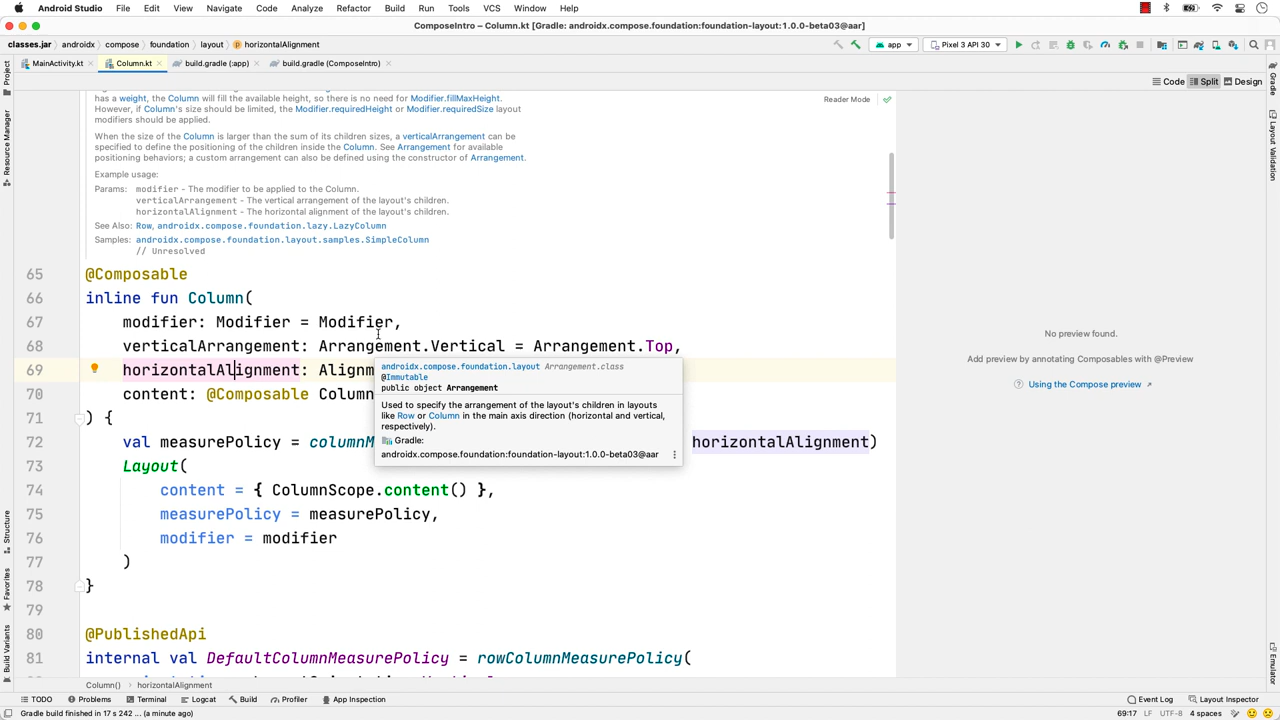 Android Studio File Edit View Navigate Code Analyze Refactor Build Run Tools VCS Window Help
ComposeIntro – Column.kt [Gradle: androidx.compose.foundation:foundation-layout:1.0.0-beta03@aar]
classes.jar androidx compose foundation layout horizontalAlignment app Pixel 3 API 30
MainActivity.kt Column.kt build.gradle (:app) build.gradle (ComposeIntro)
Code Split Design
Project
Resource Manager
Structure
Favorites
Build Variants
Gradle
Layout Validation
Emulator
has a weight, the Column will fill the available height, so there is no need for Modifier.fillMaxHeight.
Reader Mode
However, if Column's size should be limited, the Modifier.requiredHeight or Modifier.requiredSize layout
modifiers should be applied.
When the size of the Column is larger than the sum of its children sizes, a verticalArrangement can be
specified to define the positioning of the children inside the Column. See Arrangement for available
positioning behaviors; a custom arrangement can also be defined using the constructor of Arrangement.
Example usage:
Params: modifier - The modifier to be applied to the Column.
verticalArrangement - The vertical arrangement of the layout's children.
horizontalAlignment - The horizontal alignment of the layout's children.
See Also: Row, androidx.compose.foundation.lazy.LazyColumn
Samples: androidx.compose.foundation.layout.samples.SimpleColumn
// Unresolved
65 @Composable
66 inline fun Column(
67 modifier: Modifier = Modifier,
68 verticalArrangement: Arrangement.Vertical = Arrangement.Top,
69 horizontalAlignment: Alignm
70 content: @Composable Column
71 ) {
72 val measurePolicy = columnM horizontalAlignment)
73 Layout(
74 content = { ColumnScope.content() },
75 measurePolicy = measurePolicy,
76 modifier = modifier
77 )
78 }
79
80 @PublishedApi
81 internal val DefaultColumnMeasurePolicy = rowColumnMeasurePolicy(
androidx.compose.foundation.layout Arrangement.class
@Immutable
public object Arrangement
Used to specify the arrangement of the layout's children in layouts
like Row or Column in the main axis direction (horizontal and vertical,
respectively).
Gradle:
androidx.compose.foundation:foundation-layout:1.0.0-beta03@aar
No preview found.
Add preview by annotating Composables with @Preview
Using the Compose preview
Column() horizontalAlignment
TODO Problems Terminal Logcat Build Profiler App Inspection Event Log Layout Inspector
Gradle build finished in 17 s 242 ... (a minute ago) 69:17 LF UTF-8 4 spaces